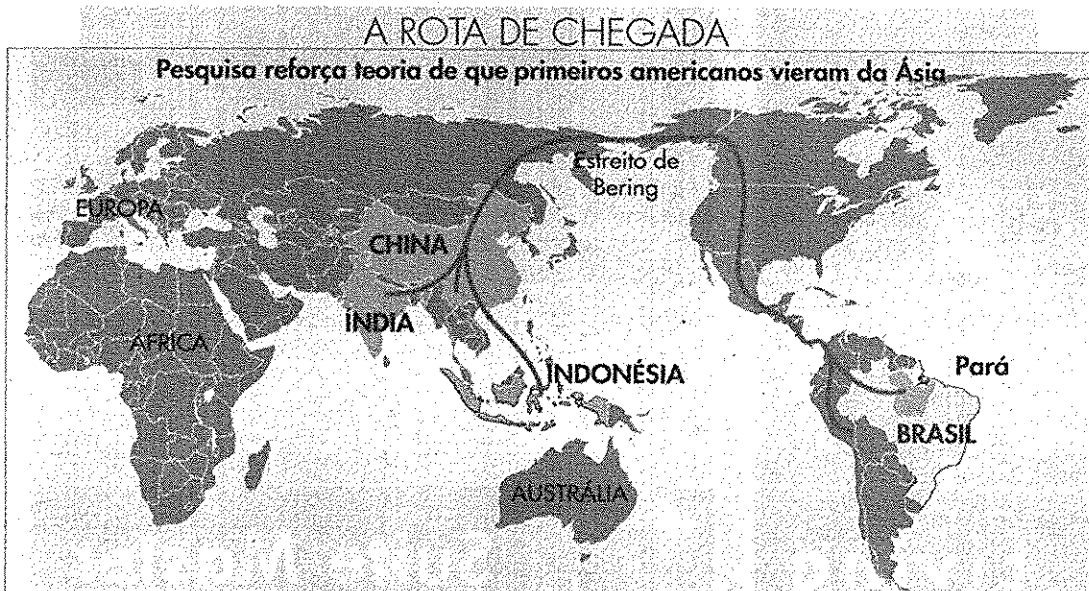 A ROTA DE CHEGADA
Pesquisa reforça teoria de que primeiros americanos vieram da Ásia
Estreito de
Bering
EUROPA
CHINA
ÍNDIA
ÁFRICA
INDONÉSIA
Pará
BRASIL
AUSTRÁLIA